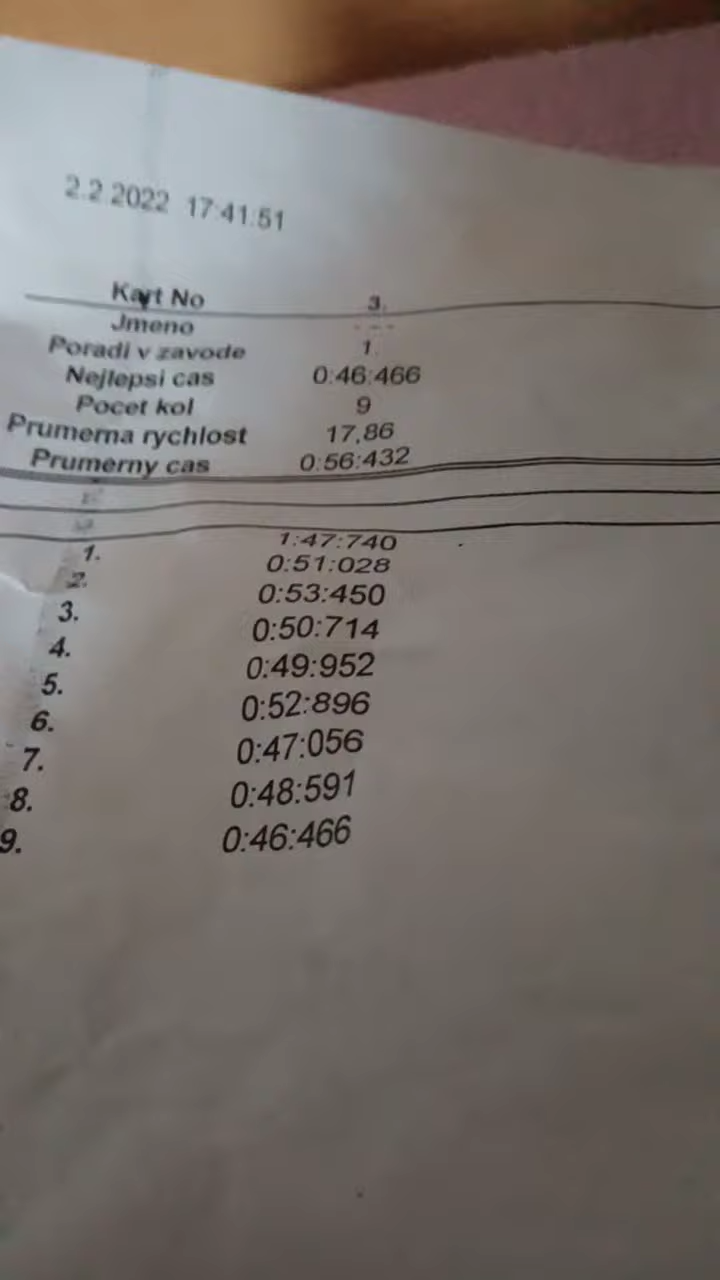 2.2.2022 17:41:51
Kart No 3.
Jmeno - - -
Poradi v zavode 1.
Nejlepsi cas 0:46:466
Pocet kol 9
Prumerna rychlost 17,86
Prumerny cas 0:56:432
1. 1:47:740
2. 0:51:028
3. 0:53:450
4. 0:50:714
5. 0:49:952
6. 0:52:896
7. 0:47:056
8. 0:48:591
9. 0:46:466